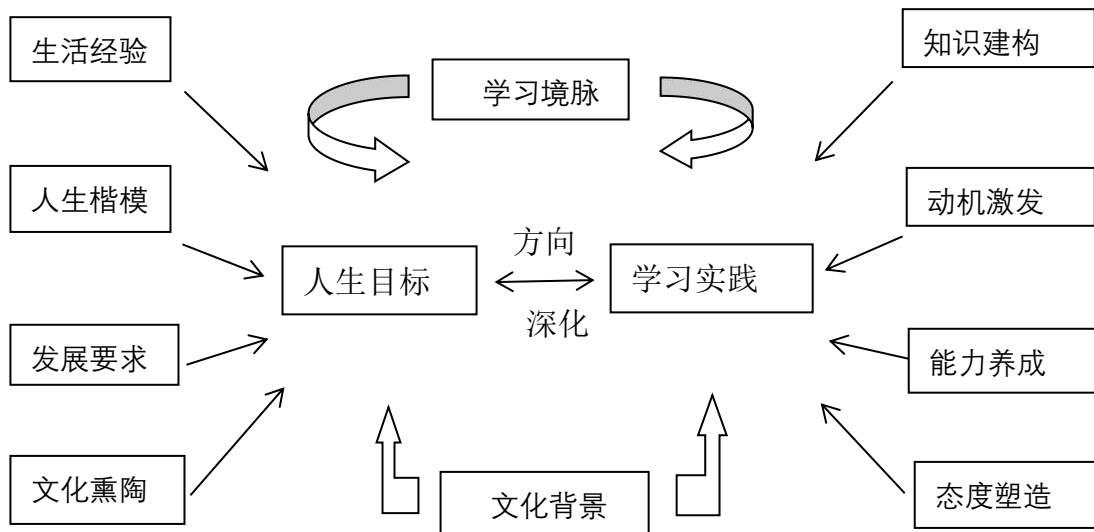 生活经验
学习境脉
知识建构
人生楷模
动机激发
方向
人生目标
学习实践
深化
发展要求
能力养成
文化熏陶
文化背景
态度塑造